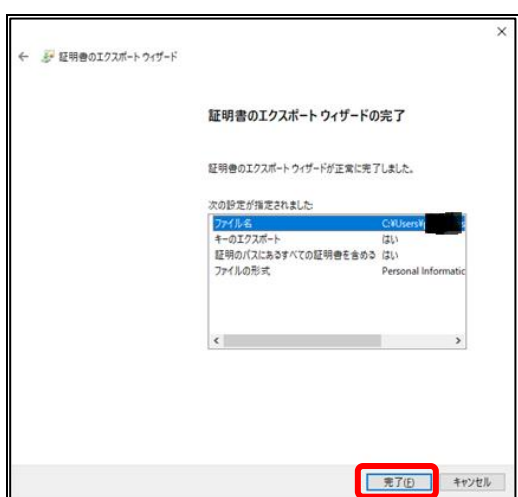 証明書のエクスポート ウィザード
証明書のエクスポート ウィザードの完了
証明書のエクスポート ウィザードが正常に完了しました。
次の設定が指定されました:
ファイル名 C:¥Users¥
キーのエクスポート はい
証明のパスにあるすべての証明書を含める はい
ファイルの形式 Personal Informatic
完了(F) キャンセル